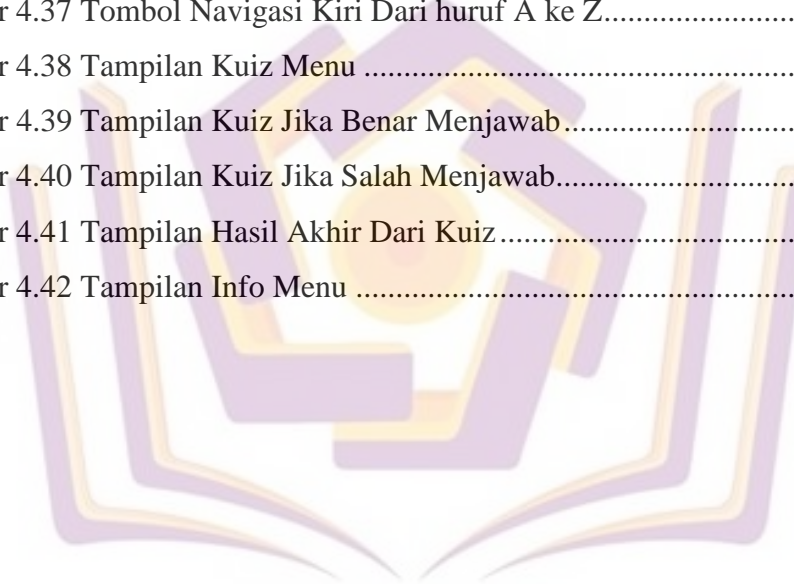 r 4.37 Tombol Navigasi Kiri Dari huruf A ke Z........................
r 4.38 Tampilan Kuiz Menu ......................................................
r 4.39 Tampilan Kuiz Jika Benar Menjawab.............................
r 4.40 Tampilan Kuiz Jika Salah Menjawab..............................
r 4.41 Tampilan Hasil Akhir Dari Kuiz .....................................
r 4.42 Tampilan Info Menu .......................................................